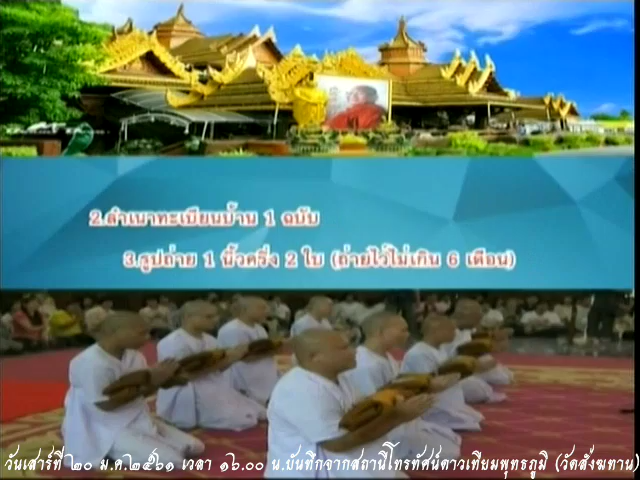 2.สำเนาทะเบียนบ้าน 1 ฉบับ
3.รูปถ่าย 1 นิ้วครึ่ง 2 ใบ (ถ่ายไว้ไม่เกิน 6 เดือน)
วันเสาร์ที่ ๒๐ ม.ค.๒๕๖๑ เวลา ๑๖.๐๐ น.บันทึกจากสถานีโทรทัศน์ดาวเทียมพุทธภูมิ (วัดสังฆทาน)